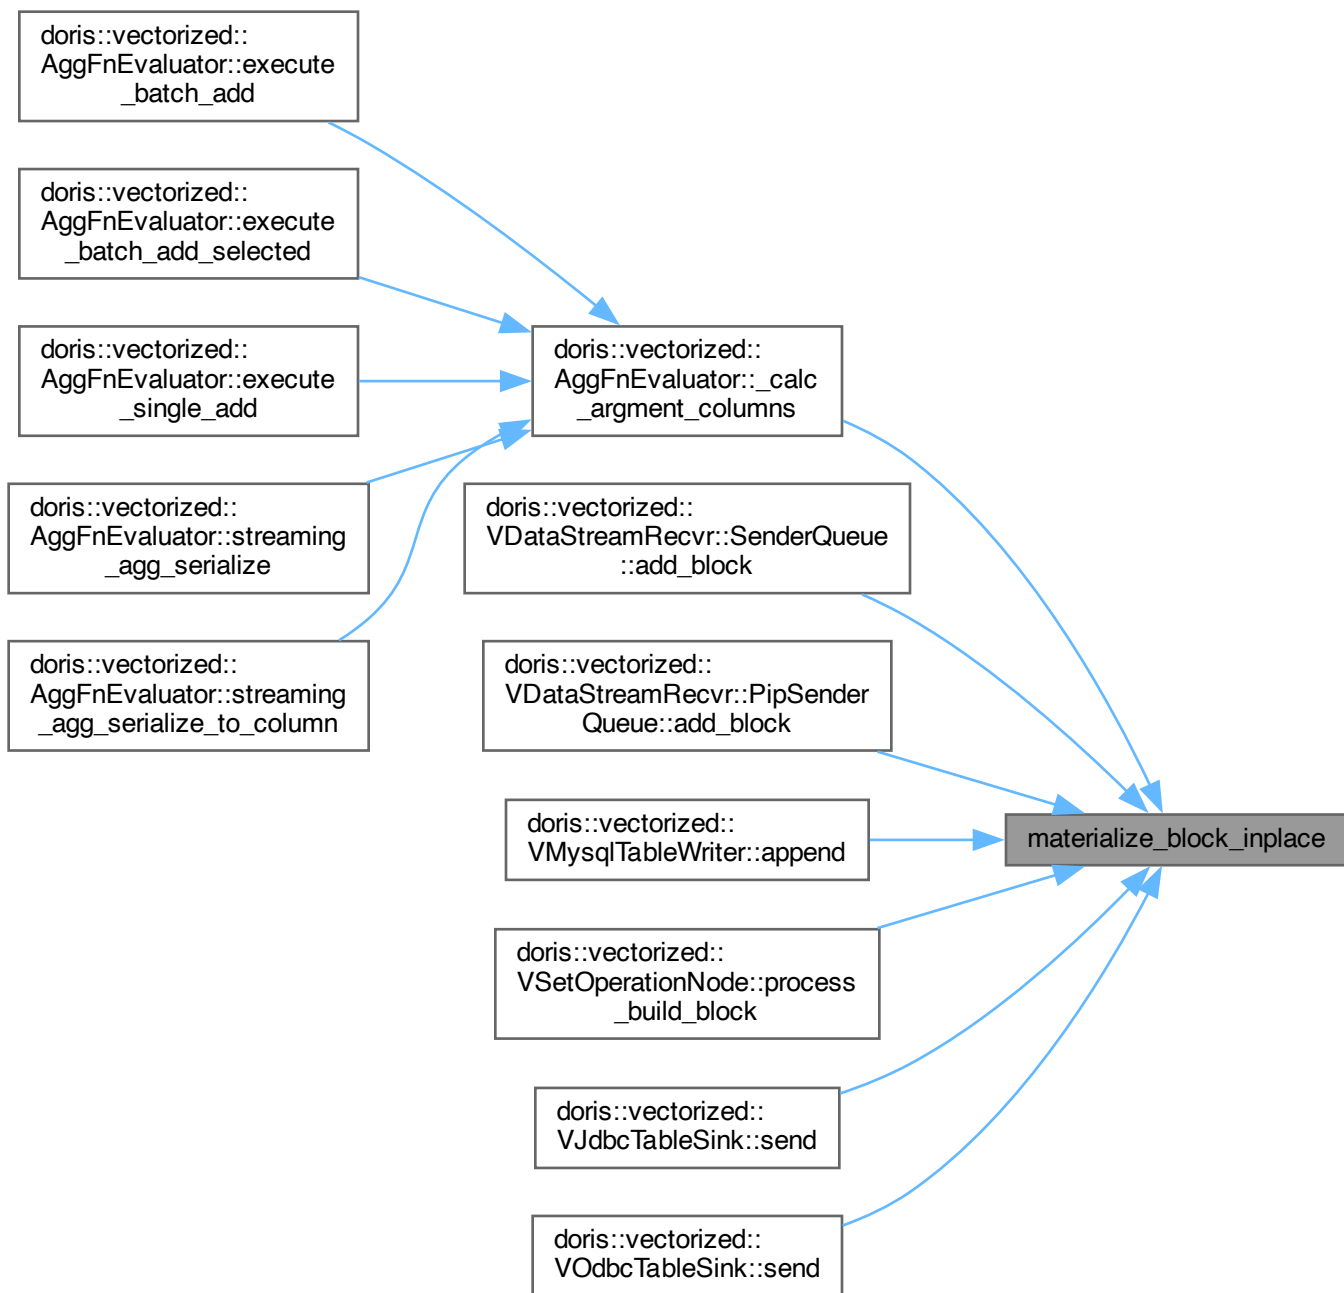 doris::vectorized::
AggFnEvaluator::execute
_batch_add
doris::vectorized::
AggFnEvaluator::execute
_batch_add_selected
doris::vectorized::
AggFnEvaluator::execute
_single_add
doris::vectorized::
AggFnEvaluator::streaming
_agg_serialize
doris::vectorized::
AggFnEvaluator::streaming
_agg_serialize_to_column
doris::vectorized::
AggFnEvaluator::_calc
_argment_columns
doris::vectorized::
VDataStreamRecvr::SenderQueue
::add_block
doris::vectorized::
VDataStreamRecvr::PipSender
Queue::add_block
doris::vectorized::
VMysqlTableWriter::append
doris::vectorized::
VSetOperationNode::process
_build_block
doris::vectorized::
VJdbcTableSink::send
doris::vectorized::
VOdbcTableSink::send
materialize_block_inplace